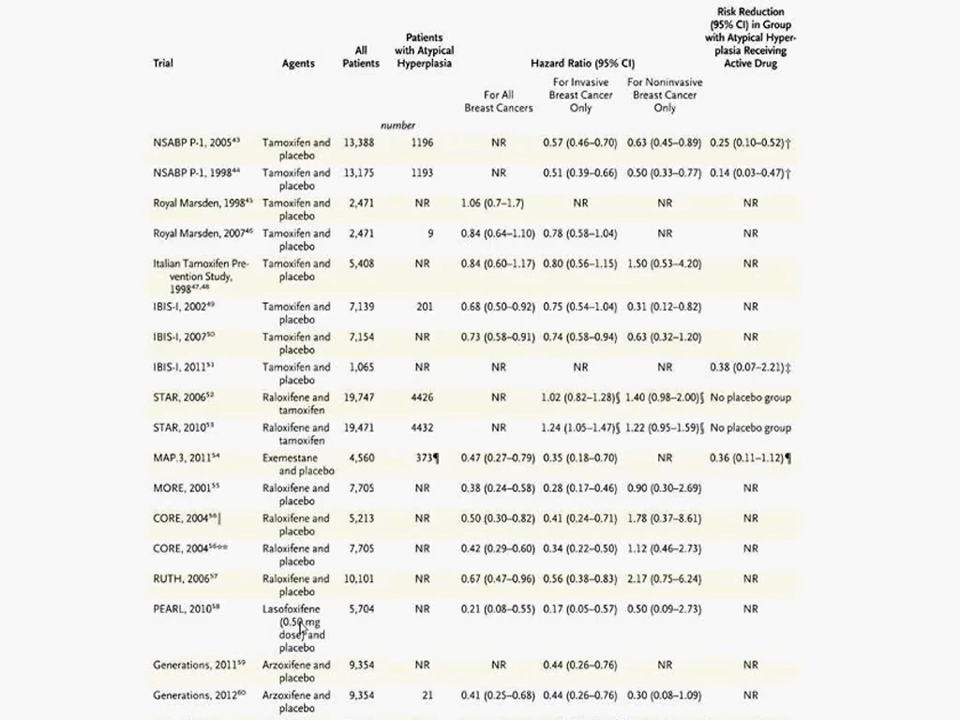 Trial Agents All Patients Patients with Atypical Hyperplasia Hazard Ratio (95% CI) Risk Reduction (95% CI) in Group with Atypical Hyper-plasia Receiving Active Drug
For All Breast Cancers For Invasive Breast Cancer Only For Noninvasive Breast Cancer Only
number
NSABP P-1, 2005⁴³ Tamoxifen and 13,388 1196 NR 0.57 (0.46–0.70) 0.63 (0.45–0.89) 0.25 (0.10–0.52)†
placebo
NSABP P-1, 1998⁴⁴ Tamoxifen and 13,175 1193 NR 0.51 (0.39–0.66) 0.50 (0.33–0.77) 0.14 (0.03–0.47)†
placebo
Royal Marsden, 1998⁴⁵ Tamoxifen and 2,471 NR 1.06 (0.7–1.7) NR NR NR
placebo
Royal Marsden, 2007⁴⁶ Tamoxifen and 2,471 9 0.84 (0.64–1.10) 0.78 (0.58–1.04) NR NR
placebo
Italian Tamoxifen Pre- Tamoxifen and 5,408 NR 0.84 (0.60–1.17) 0.80 (0.56–1.15) 1.50 (0.53–4.20) NR
vention Study, placebo
1998⁴⁷,⁴⁸
IBIS-I, 2002⁴⁹ Tamoxifen and 7,139 201 0.68 (0.50–0.92) 0.75 (0.54–1.04) 0.31 (0.12–0.82) NR
placebo
IBIS-I, 2007⁵⁰ Tamoxifen and 7,154 NR 0.73 (0.58–0.91) 0.74 (0.58–0.94) 0.63 (0.32–1.20) NR
placebo
IBIS-I, 2011⁵¹ Tamoxifen and 1,065 NR NR NR NR 0.38 (0.07–2.21)‡
placebo
STAR, 2006⁵² Raloxifene and 19,747 4426 NR 1.02 (0.82–1.28)§ 1.40 (0.98–2.00)§ No placebo group
tamoxifen
STAR, 2010⁵³ Raloxifene and 19,471 4432 NR 1.24 (1.05–1.47)§ 1.22 (0.95–1.59)§ No placebo group
tamoxifen
MAP.3, 2011⁵⁴ Exemestane 4,560 373¶ 0.47 (0.27–0.79) 0.35 (0.18–0.70) NR 0.36 (0.11–1.12)¶
and placebo
MORE, 2001⁵⁵ Raloxifene and 7,705 NR 0.38 (0.24–0.58) 0.28 (0.17–0.46) 0.90 (0.30–2.69) NR
placebo
CORE, 2004⁵⁶‖ Raloxifene and 5,213 NR 0.50 (0.30–0.82) 0.41 (0.24–0.71) 1.78 (0.37–8.61) NR
placebo
CORE, 2004⁵⁶** Raloxifene and 7,705 NR 0.42 (0.29–0.60) 0.34 (0.22–0.50) 1.12 (0.46–2.73) NR
placebo
RUTH, 2006⁵⁷ Raloxifene and 10,101 NR 0.67 (0.47–0.96) 0.56 (0.38–0.83) 2.17 (0.75–6.24) NR
placebo
PEARL, 2010⁵⁸ Lasofoxifene 5,704 NR 0.21 (0.08–0.55) 0.17 (0.05–0.57) 0.50 (0.09–2.73) NR
(0.50 mg
dose) and
placebo
Generations, 2011⁵⁹ Arzoxifene and 9,354 NR NR 0.44 (0.26–0.76) NR NR
placebo
Generations, 2012⁶⁰ Arzoxifene and 9,354 21 0.41 (0.25–0.68) 0.44 (0.26–0.76) 0.30 (0.08–1.09) NR
placebo